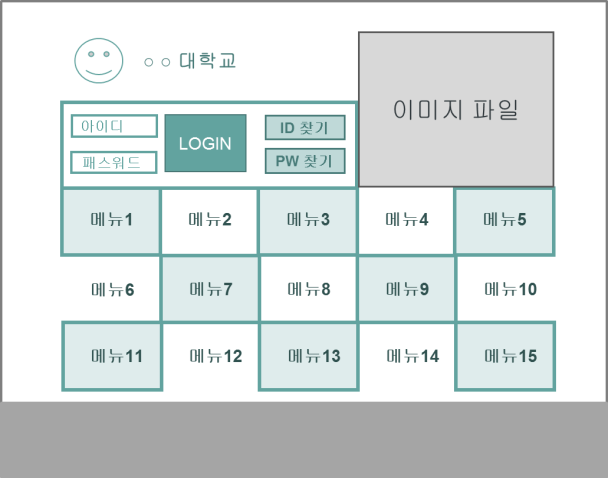 ○ ○ 대학교
이미지 파일
아이디
패스워드
LOGIN
ID 찾기
PW 찾기
메뉴1
메뉴2
메뉴3
메뉴4
메뉴5
메뉴6
메뉴7
메뉴8
메뉴9
메뉴10
메뉴11
메뉴12
메뉴13
메뉴14
메뉴15